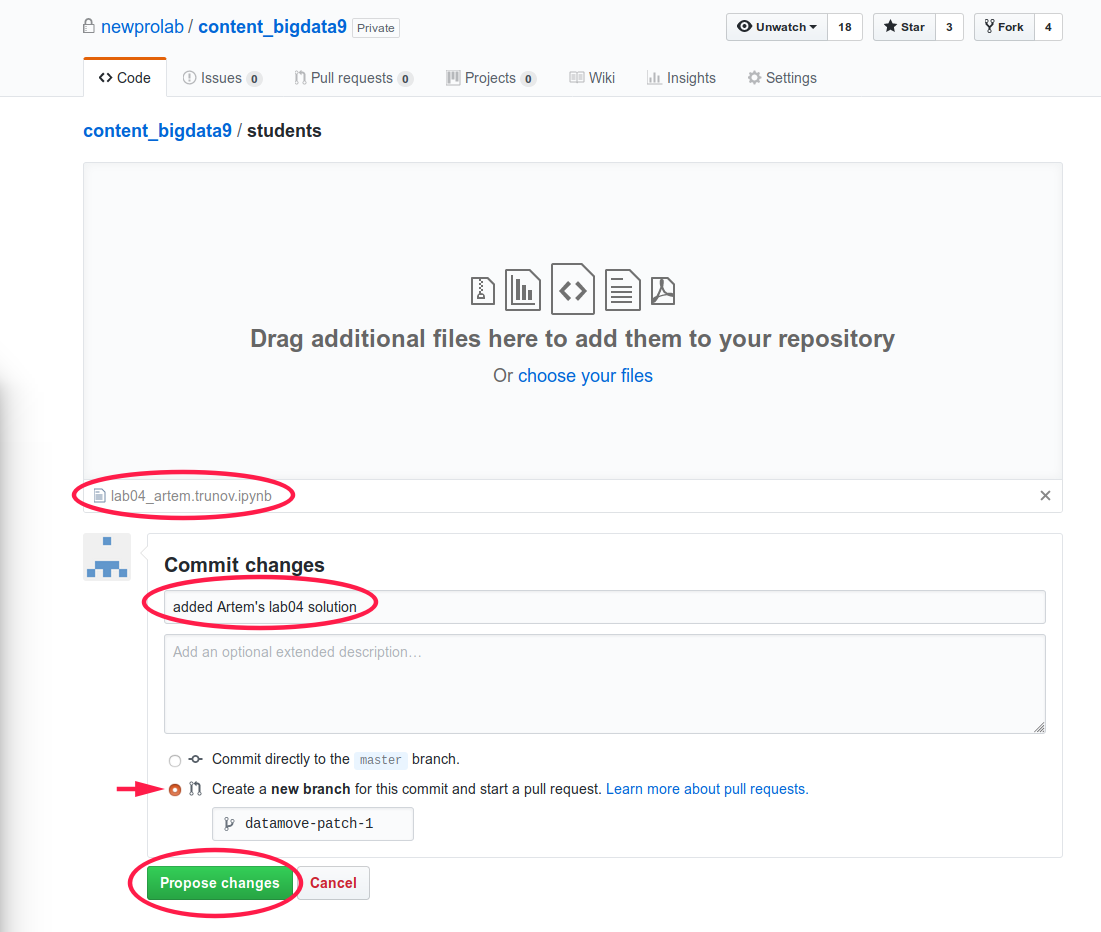 newprolab / content_bigdata9 Private Unwatch 18 Star 3 Fork 4
Code Issues 0 Pull requests 0 Projects 0 Wiki Insights Settings
content_bigdata9 / students
Drag additional files here to add them to your repository
Or choose your files
lab04_artem.trunov.ipynb
Commit changes
added Artem's lab04 solution
Add an optional extended description…
Commit directly to the master branch.
Create a new branch for this commit and start a pull request. Learn more about pull requests.
datamove-patch-1
Propose changes Cancel